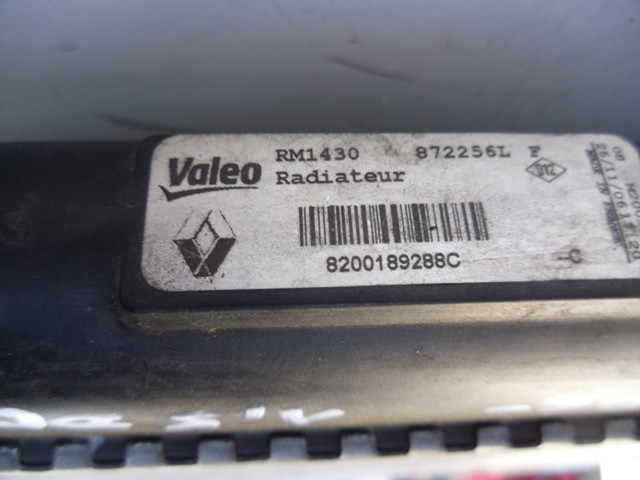 Valeo RM1430 872256L F
Radiateur
8200189288C
-C